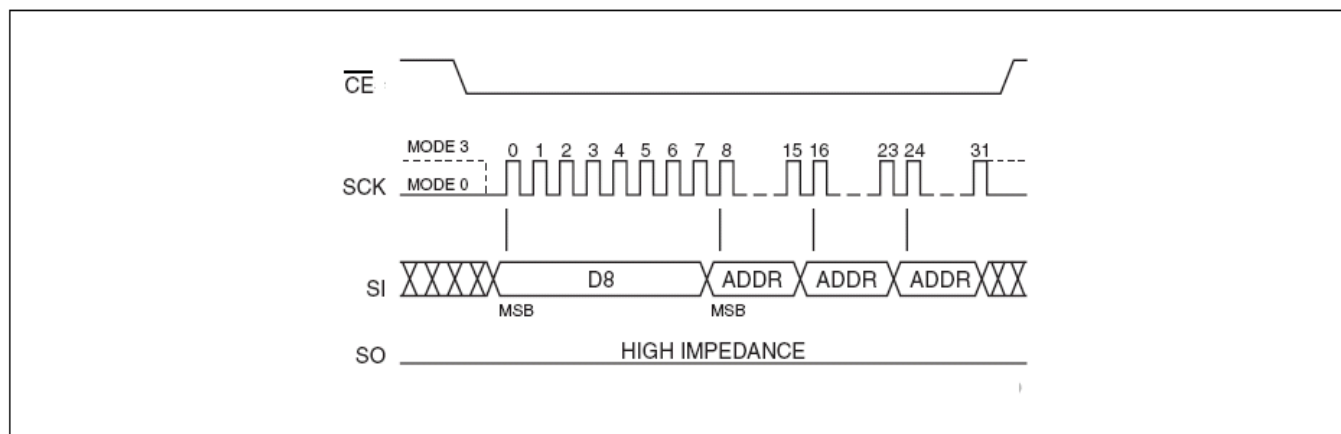 CE
MODE 3
0 1 2 3 4 5 6 7 8 15 16 23 24 31
SCK
MODE 0
SI
D8 ADDR ADDR ADDR
MSB MSB
SO
HIGH IMPEDANCE